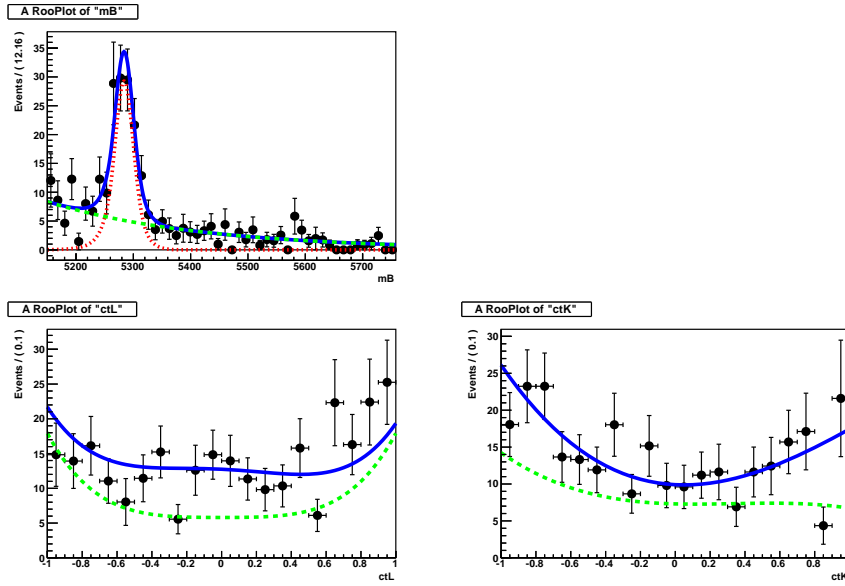 A RooPlot of "mB"
Events / ( 12.16 )
35
30
25
20
15
10
5
0
5200 5300 5400 5500 5600 5700
mB
A RooPlot of "ctL"
Events / ( 0.1 )
30
25
20
15
10
5
0
-1 -0.8 -0.6 -0.4 -0.2 0 0.2 0.4 0.6 0.8 1
ctL
A RooPlot of "ctK"
Events / ( 0.1 )
30
25
20
15
10
5
0
-1 -0.8 -0.6 -0.4 -0.2 0 0.2 0.4 0.6 0.8
ctK